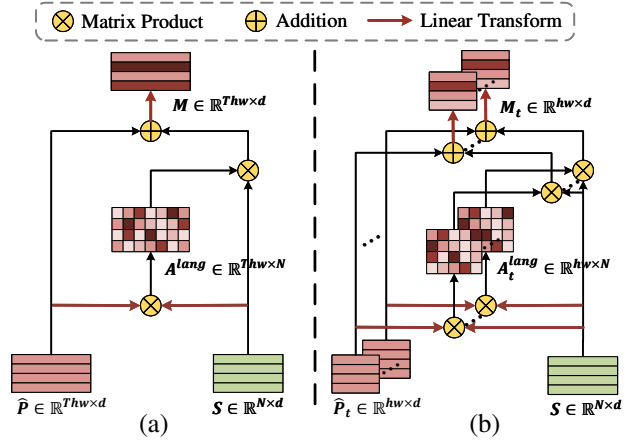 Matrix Product Addition Linear Transform
M ∈ ℝ^{Thw×d}
M_t ∈ ℝ^{hw×d}
A^{lang} ∈ ℝ^{Thw×N}
A_t^{lang} ∈ ℝ^{hw×N}
P̂ ∈ ℝ^{Thw×d}
S ∈ ℝ^{N×d}
P̂_t ∈ ℝ^{hw×d}
S ∈ ℝ^{N×d}
(a)
(b)